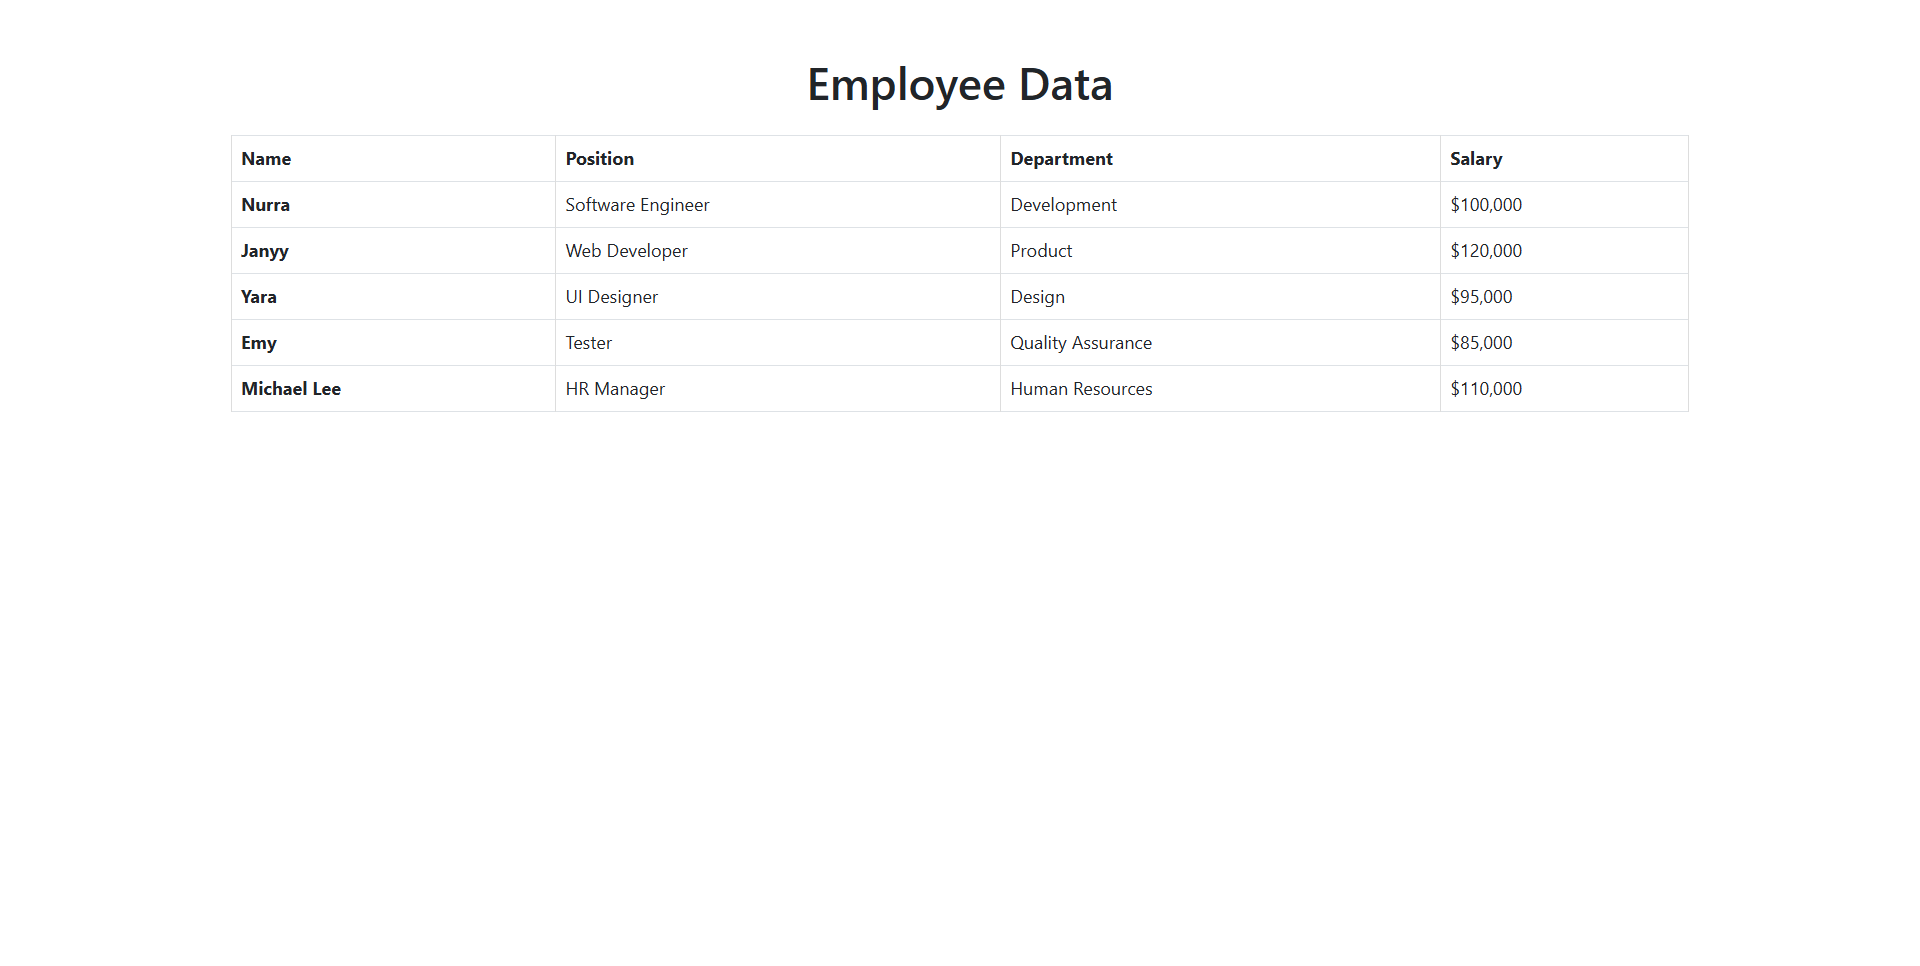 Employee Data
Name Position Department Salary
Nurra Software Engineer Development $100,000
Janyy Web Developer Product $120,000
Yara UI Designer Design $95,000
Emy Tester Quality Assurance $85,000
Michael Lee HR Manager Human Resources $110,000